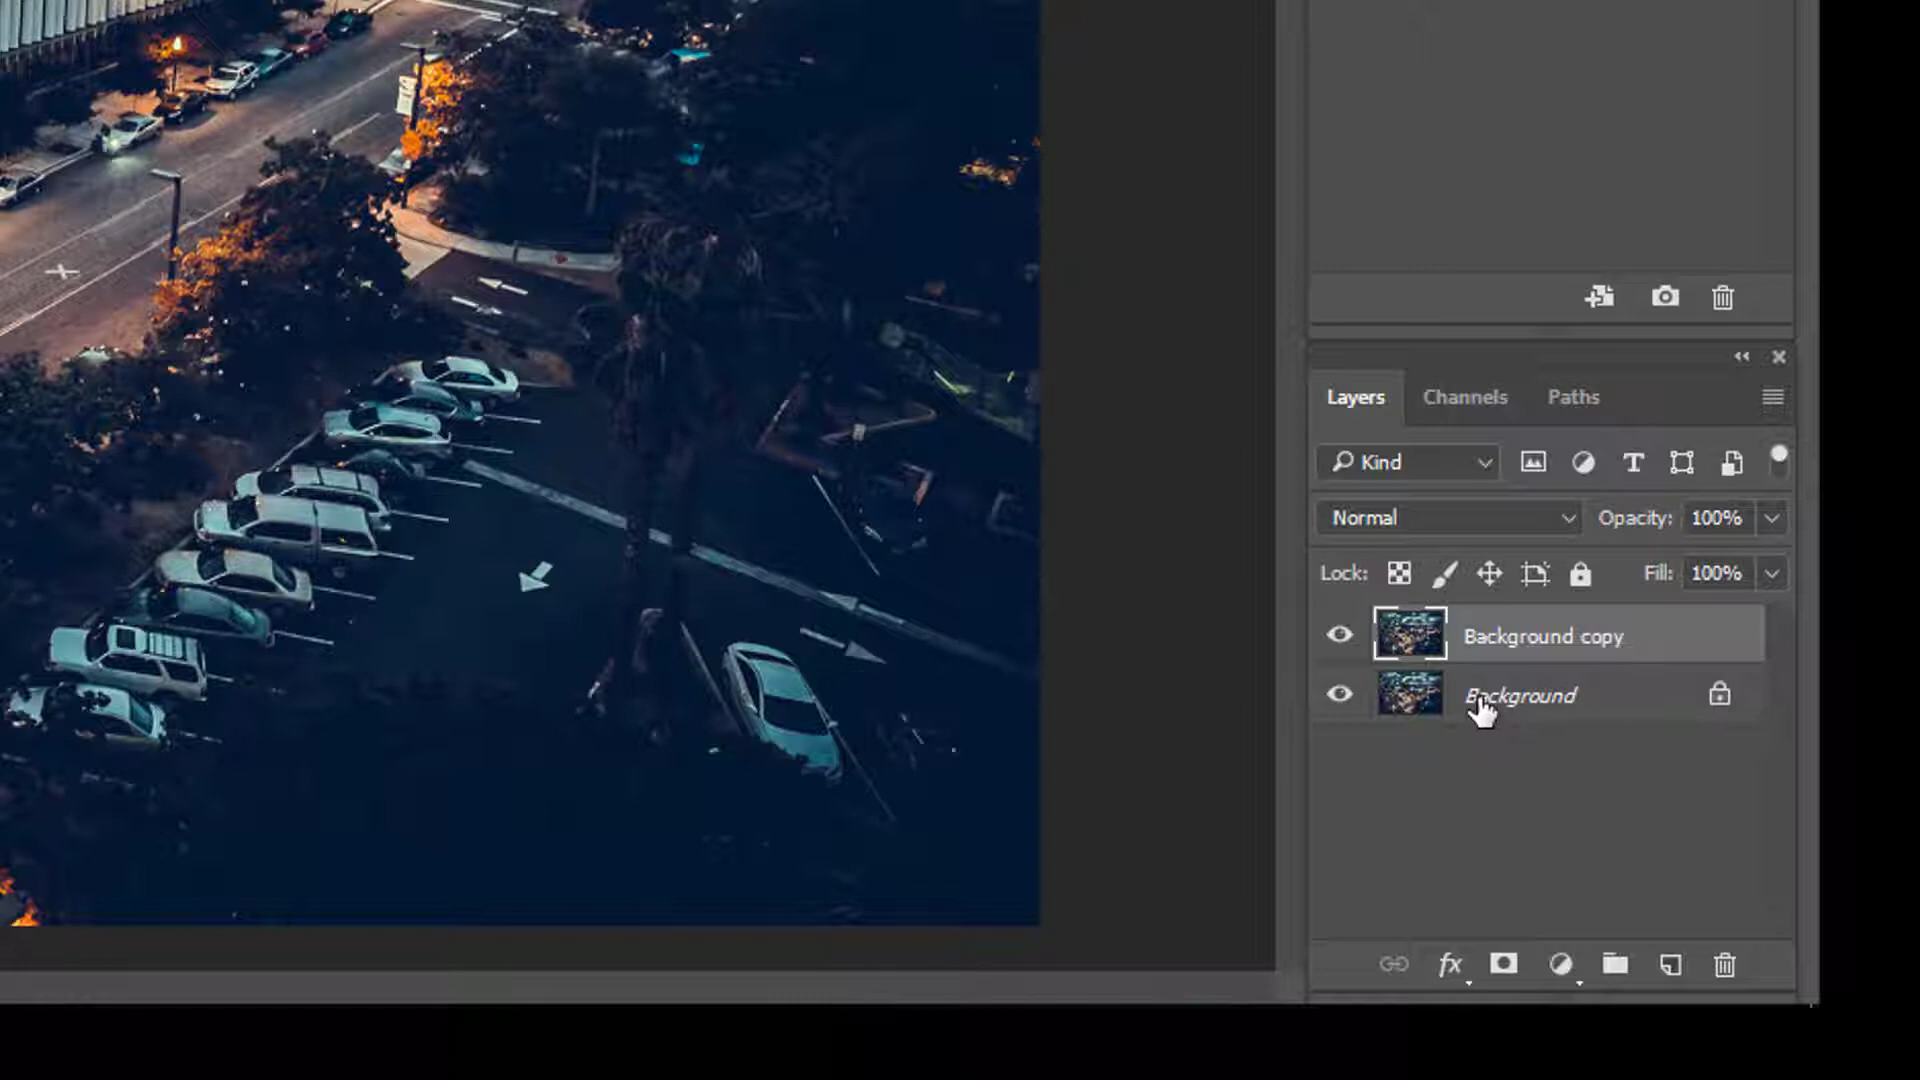 Layers Channels Paths
Kind
Normal Opacity: 100%
Lock: Fill: 100%
Background copy
Background
fx